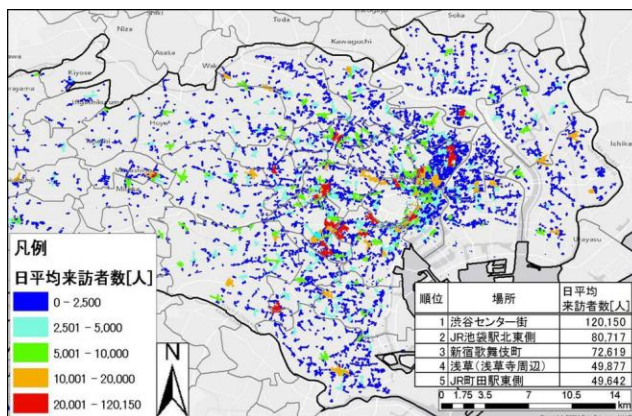 Shiki
Niza
Toda
Soka
Asaka
Kawaguchi
Kiyose
Urayasu
凡例
日平均来訪者数[人]
0 - 2,500
2,501 - 5,000
5,001 - 10,000
10,001 - 20,000
20,001 - 120,150
N
順位 場所 日平均
来訪者数[人]
1 渋谷センター街 120,150
2 JR池袋駅北東側 80,717
3 新宿歌舞伎町 72,619
4 浅草(浅草寺周辺) 49,877
5 JR町田駅東側 49,642
0 1.75 3.5 7 10.5 14
km